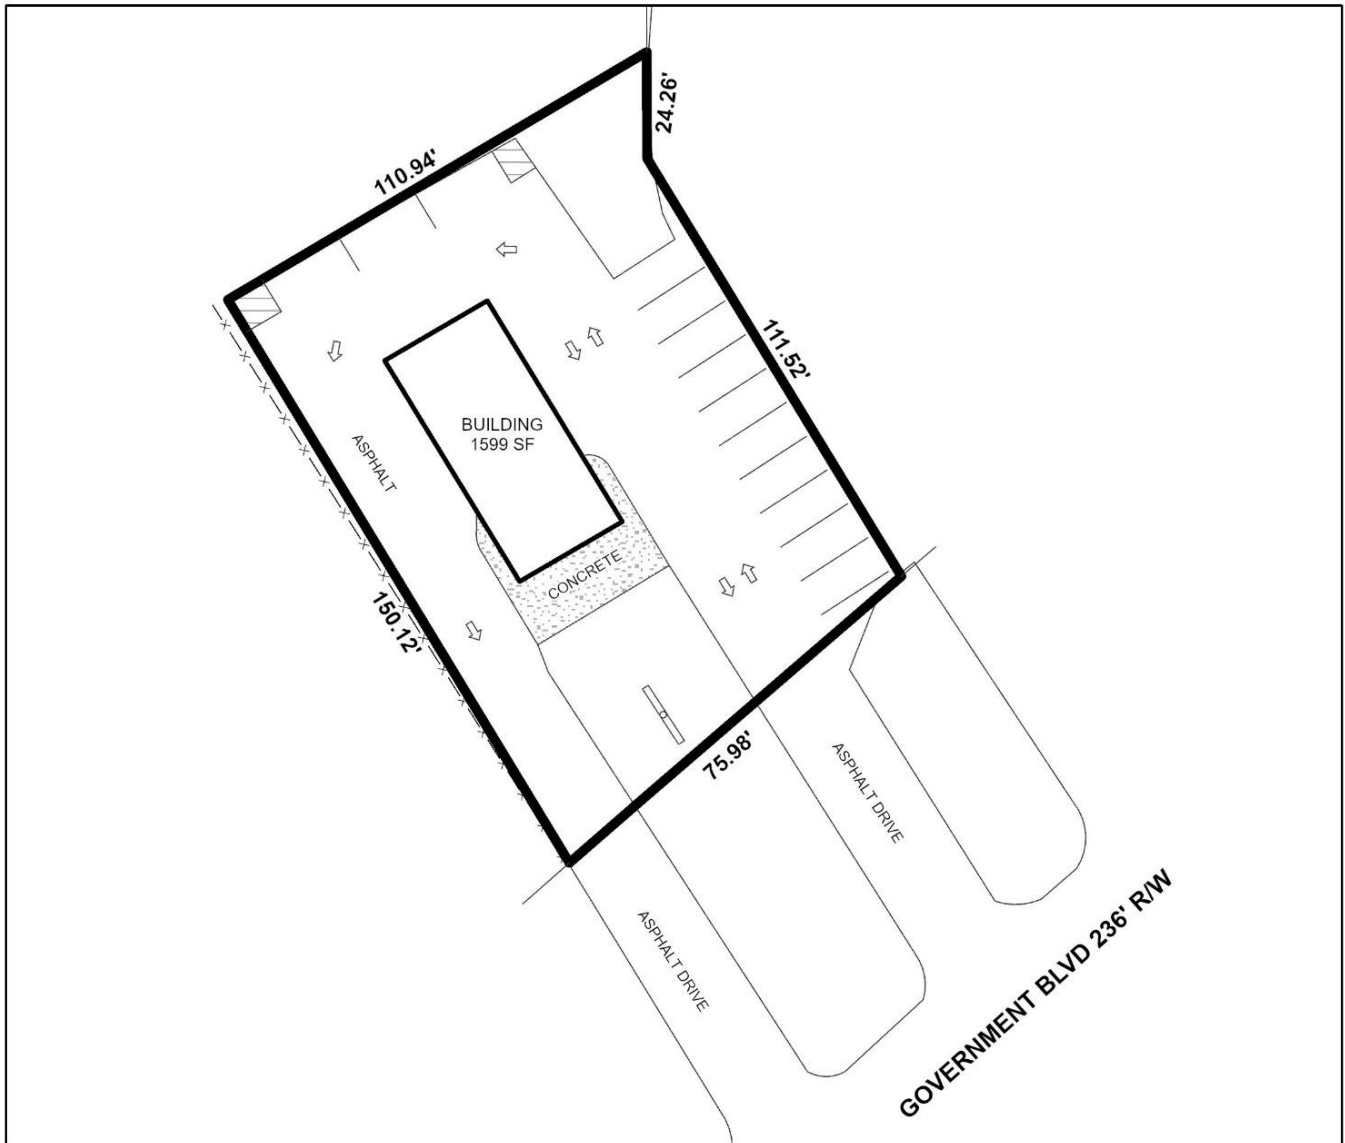 24.26'
110.94'
111.52'
BUILDING
1599 SF
ASPHALT
CONCRETE
150.12'
75.98'
ASPHALT DRIVE
ASPHALT DRIVE
GOVERNMENT BLVD 236' R/W